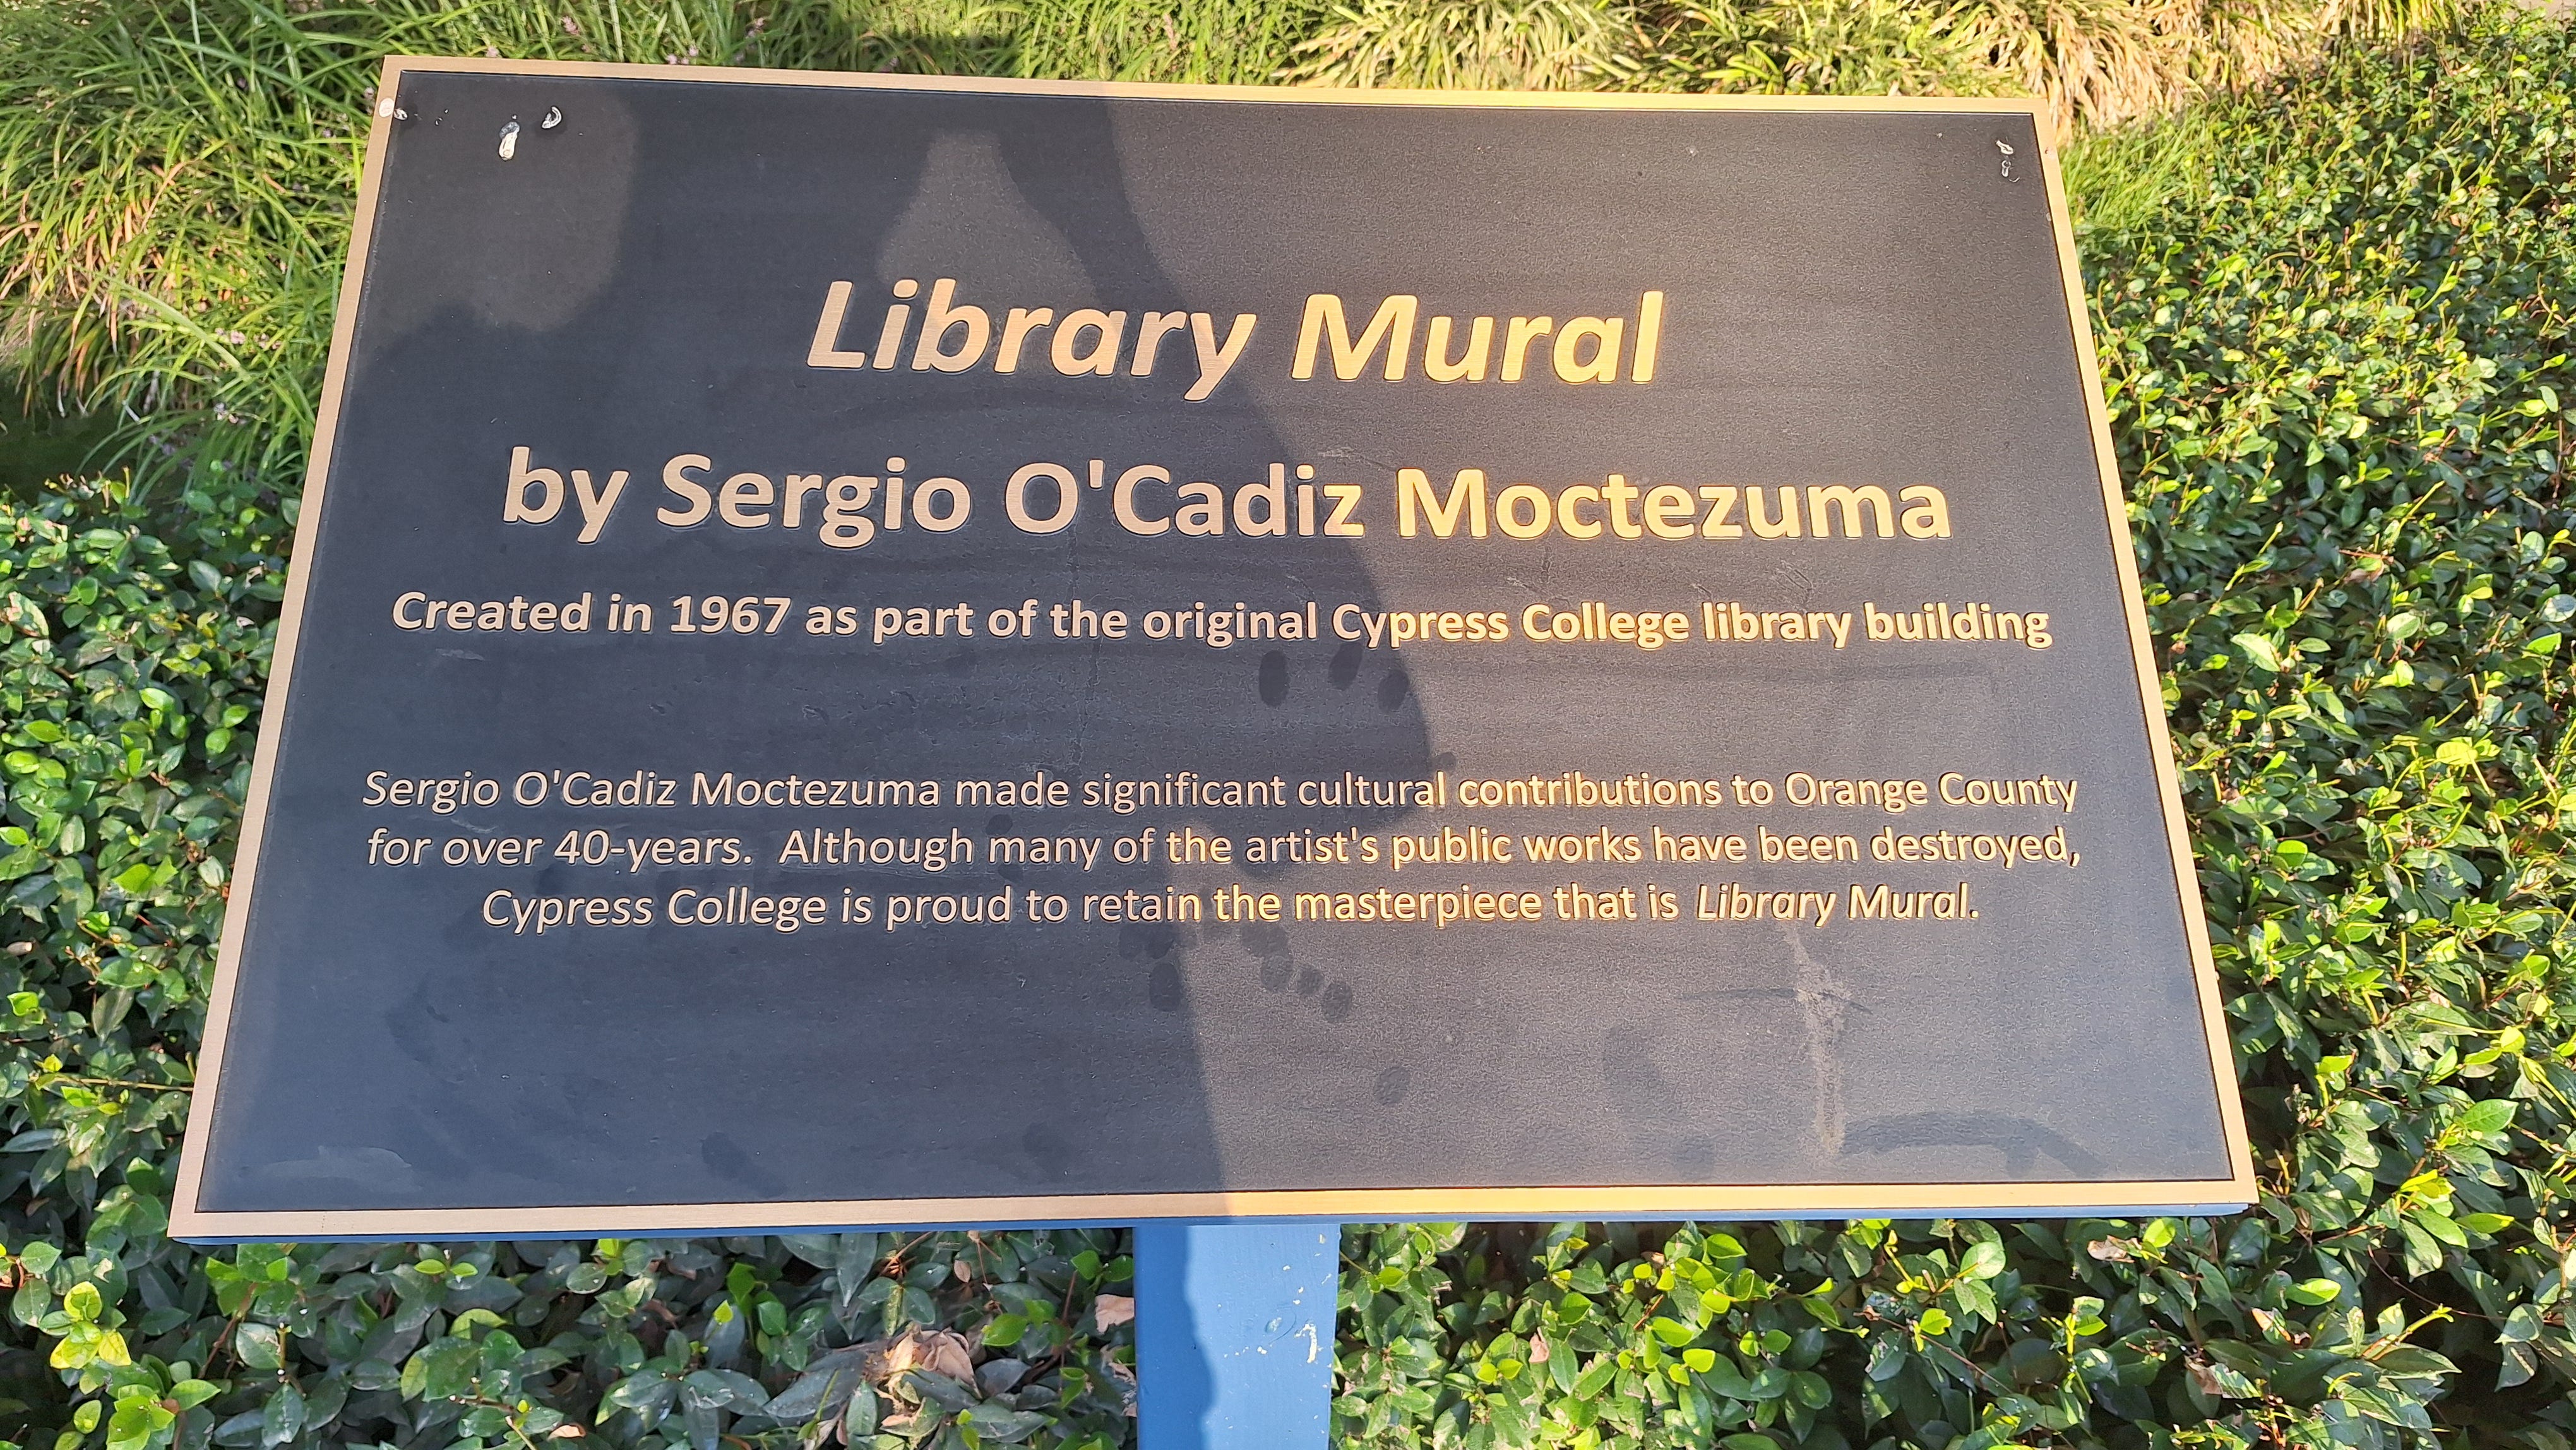 Library Mural
by Sergio O'Cadiz Moctezuma
Created in 1967 as part of the original Cypress College library building
Sergio O'Cadiz Moctezuma made significant cultural contributions to Orange County
for over 40-years.  Although many of the artist's public works have been destroyed,
Cypress College is proud to retain the masterpiece that is Library Mural.